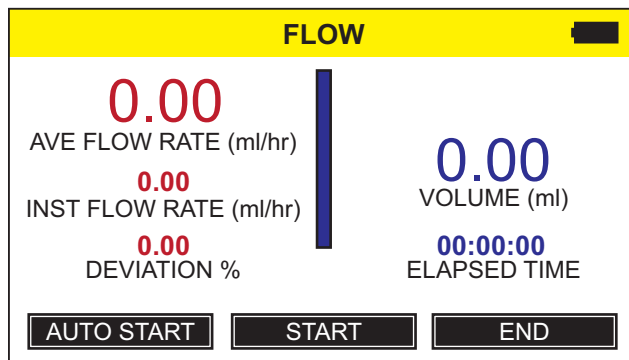 FLOW
0.00
AVE FLOW RATE (ml/hr)
0.00
INST FLOW RATE (ml/hr)
0.00
DEVIATION %
0.00
VOLUME (ml)
00:00:00
ELAPSED TIME
AUTO START
START
END